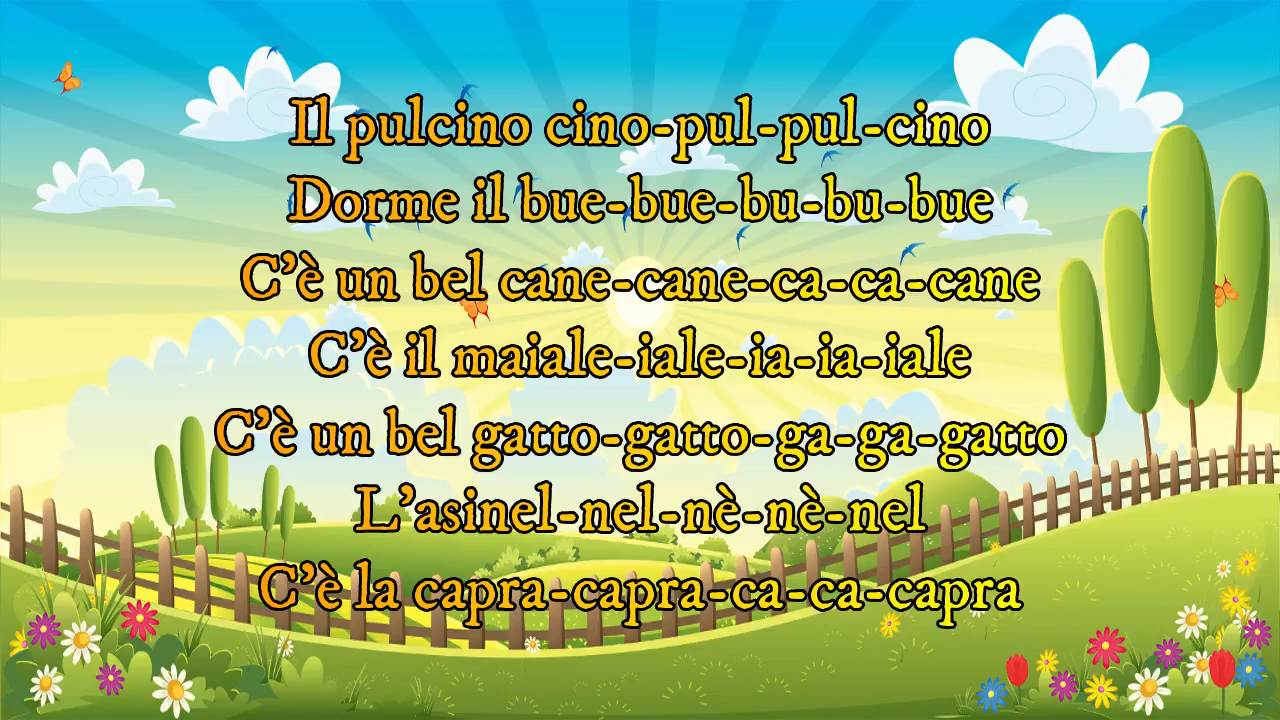 Il pulcino cino-pul-pul-cino
Dorme il bue-bue-bu-bu-bue
C'è un bel cane-cane-ca-ca-cane
C'è il maiale-iale-ia-ia-iale
C'è un bel gatto-gatto-ga-ga-gatto
L'asinel-nel-nè-nè-nel
C'è la capra-capra-ca-ca-capra